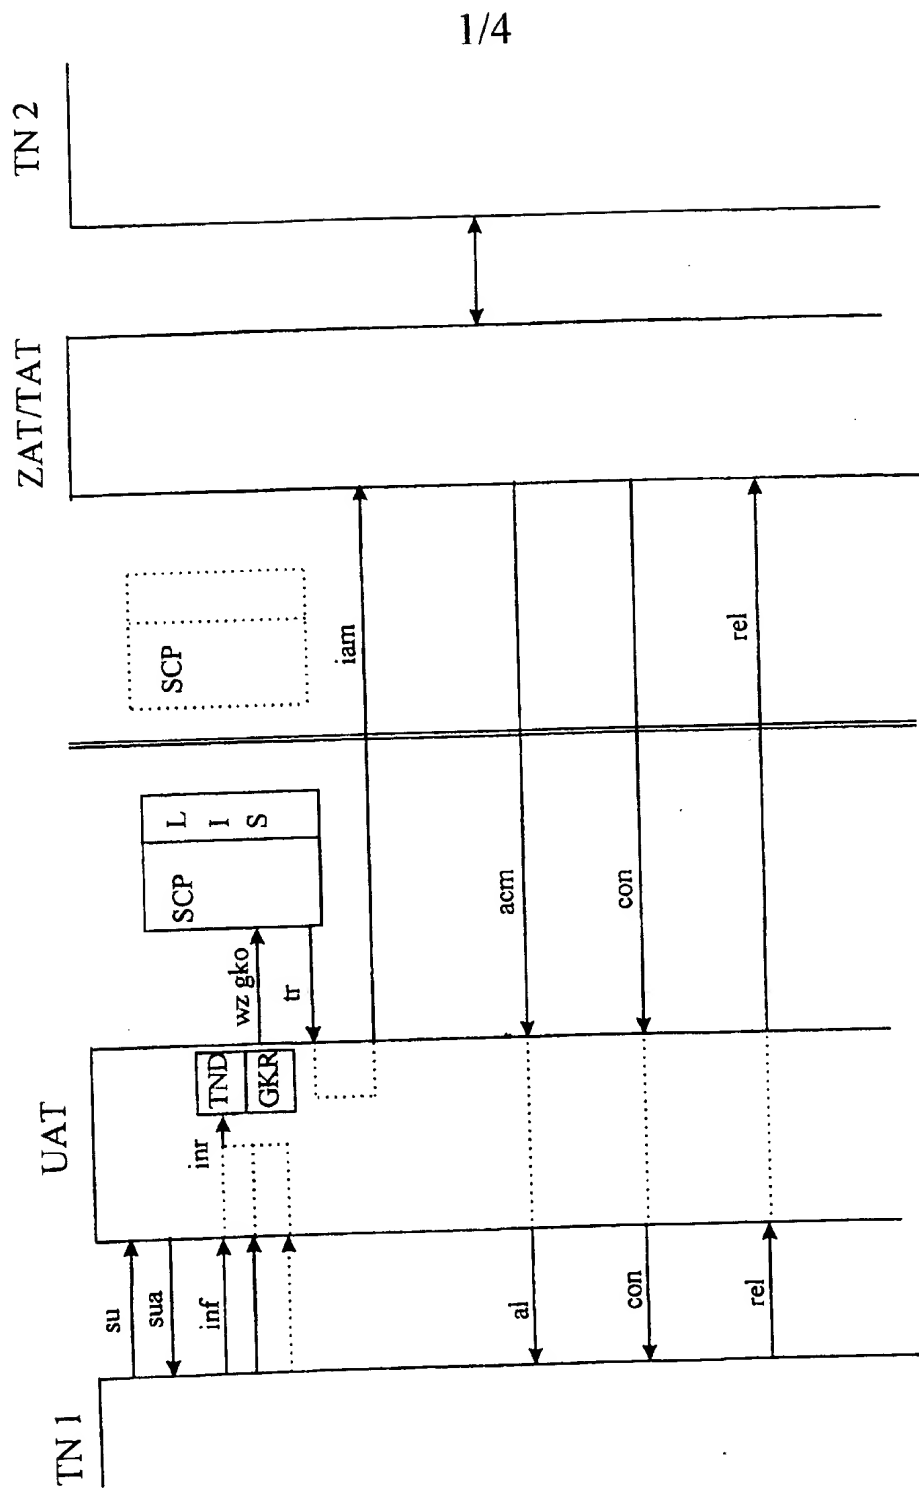 1/4
TN 1
UAT
ZAT/TAT
TN 2
su
sua
inf
inr
TND
GKR
wz gko
tr
SCP
L
I
S
SCP
iam
al
acm
con
con
rel
rel